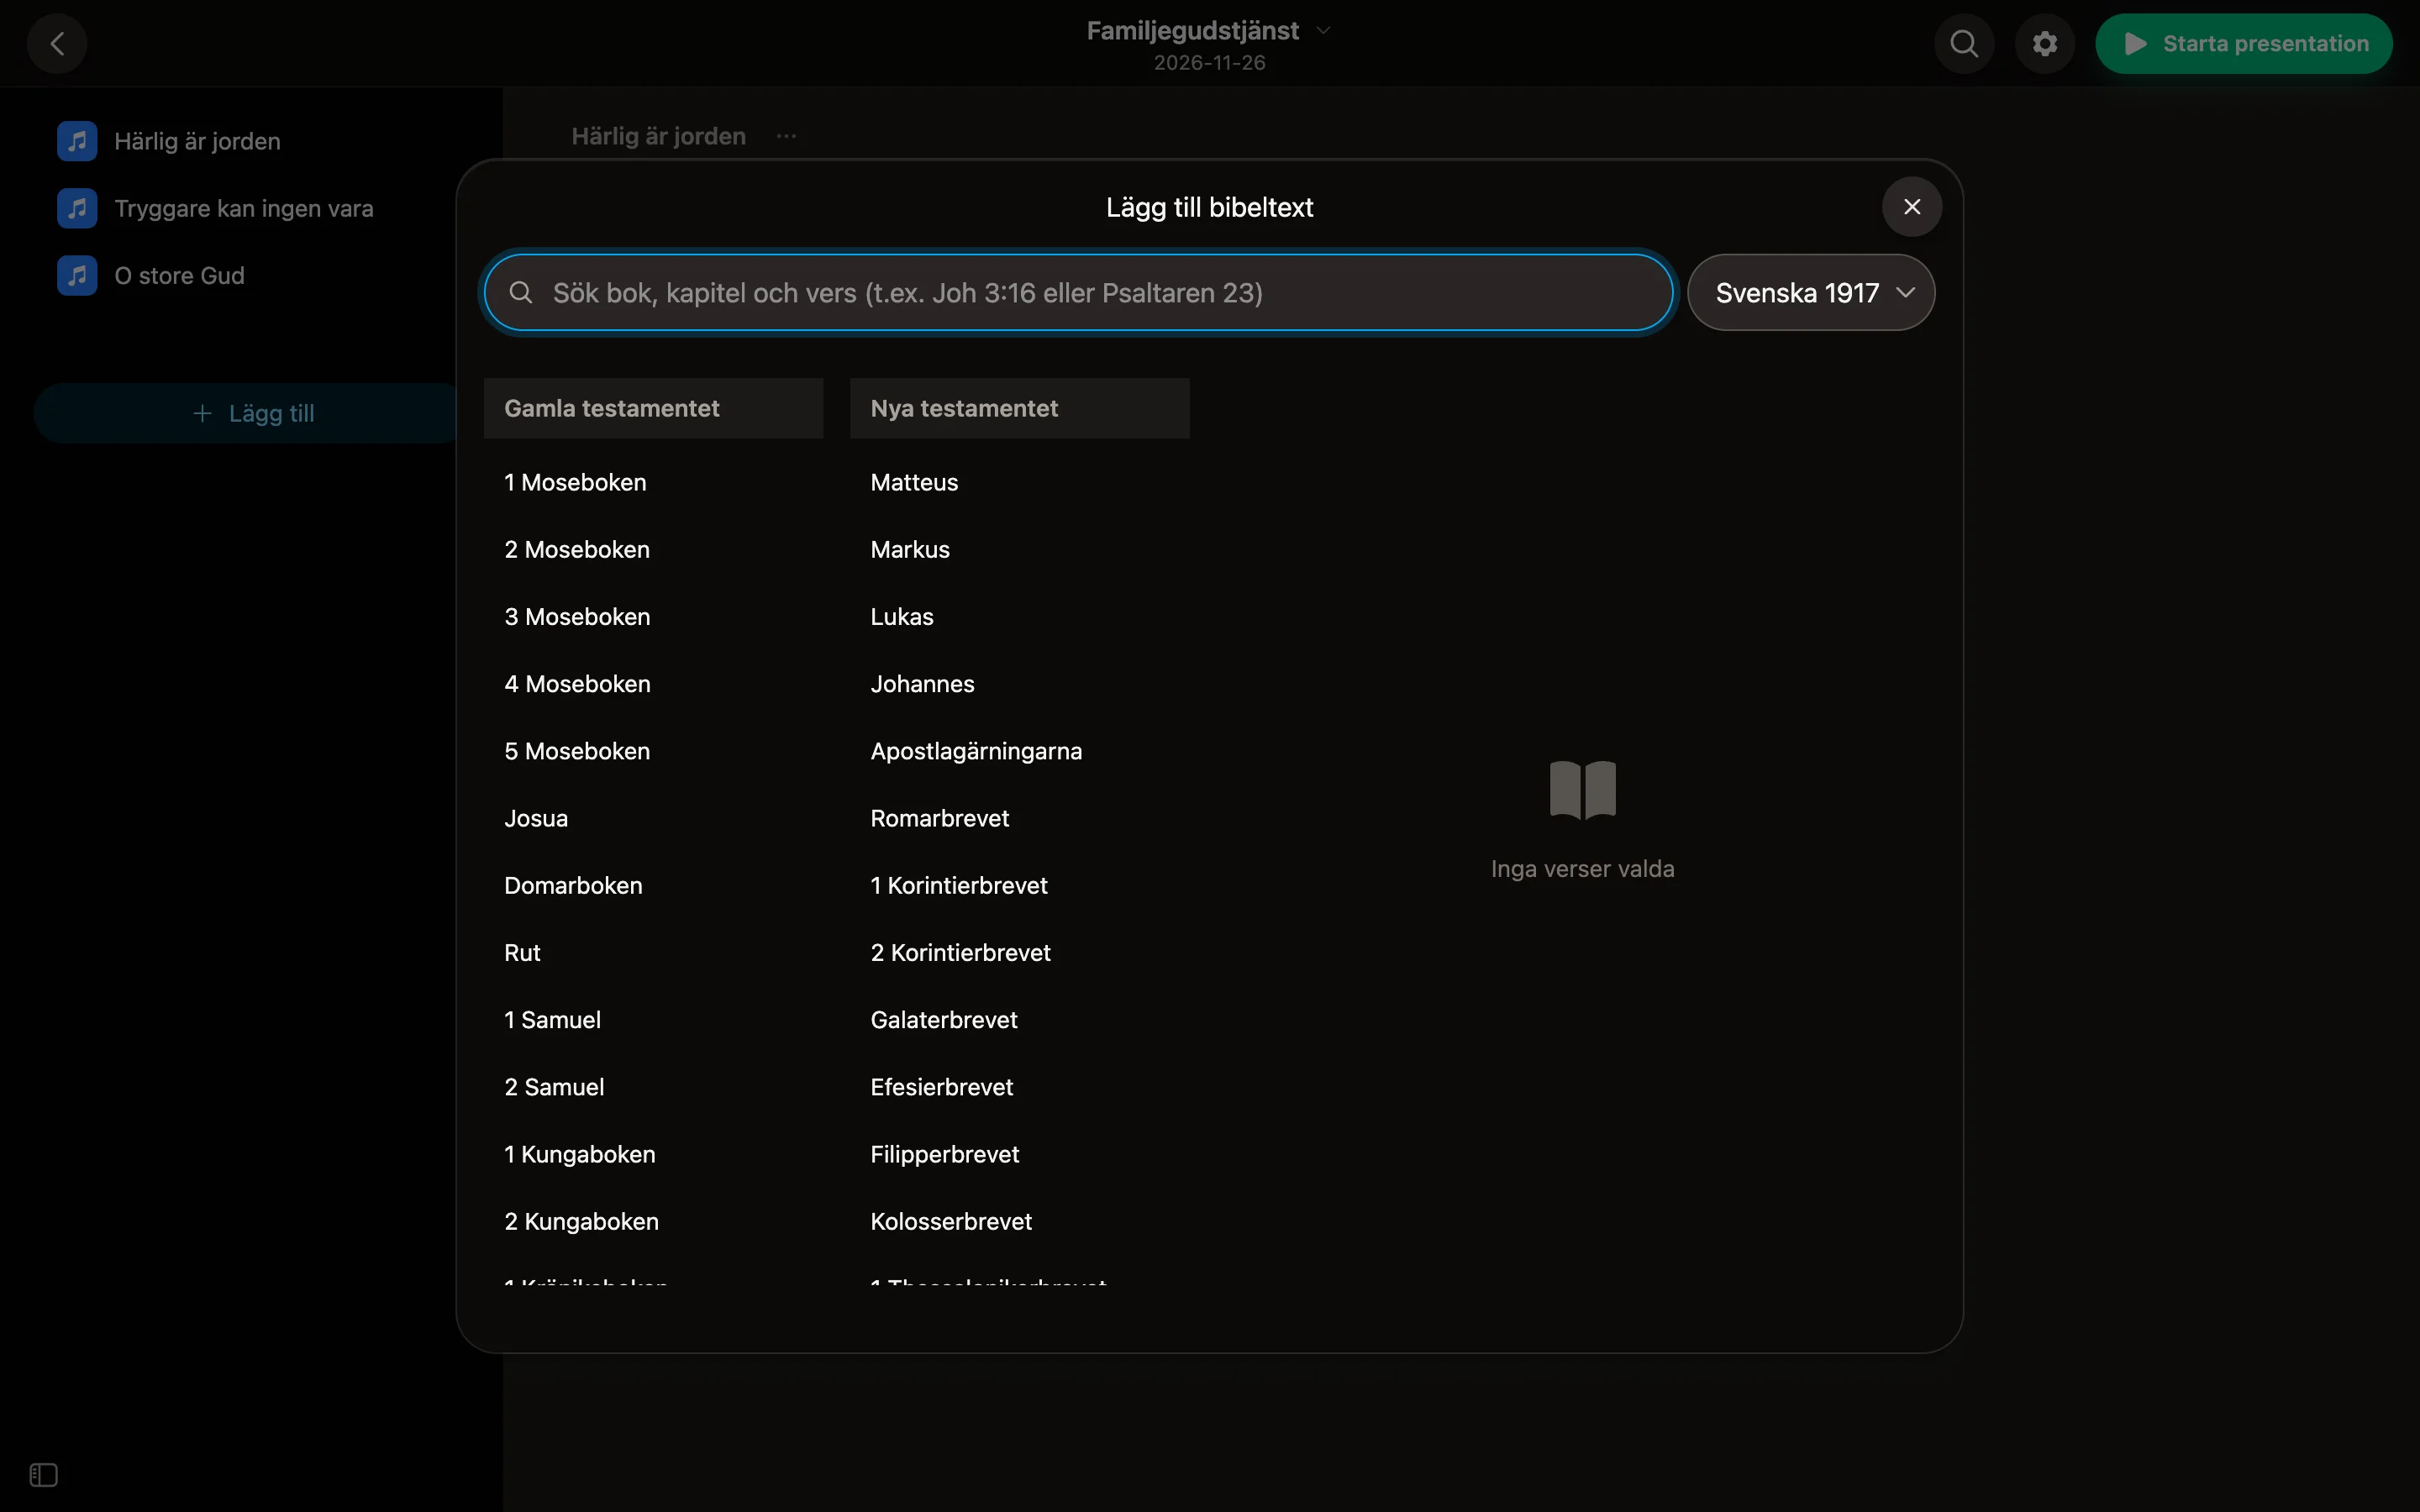 Familjegudstjänst
2026-11-26
Starta presentation
Härlig är jorden
Tryggare kan ingen vara
O store Gud
Lägg till
Härlig är jorden
Lägg till bibeltext
Sök bok, kapitel och vers (t.ex. Joh 3:16 eller Psaltaren 23)
Svenska 1917
Gamla testamentet
1 Moseboken
2 Moseboken
3 Moseboken
4 Moseboken
5 Moseboken
Josua
Domarboken
Rut
1 Samuel
2 Samuel
1 Kungaboken
2 Kungaboken
Nya testamentet
Matteus
Markus
Lukas
Johannes
Apostlagärningarna
Romarbrevet
1 Korintierbrevet
2 Korintierbrevet
Galaterbrevet
Efesierbrevet
Filipperbrevet
Kolosserbrevet
Inga verser valda